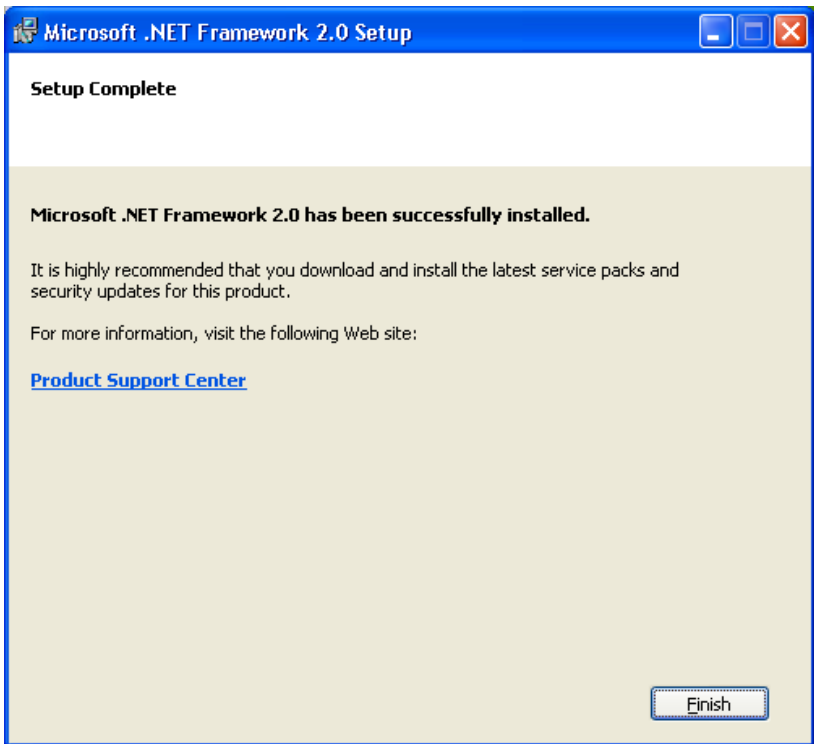 Microsoft .NET Framework 2.0 Setup
Setup Complete
Microsoft .NET Framework 2.0 has been successfully installed.
It is highly recommended that you download and install the latest service packs and
security updates for this product.
For more information, visit the following Web site:
Product Support Center
Finish